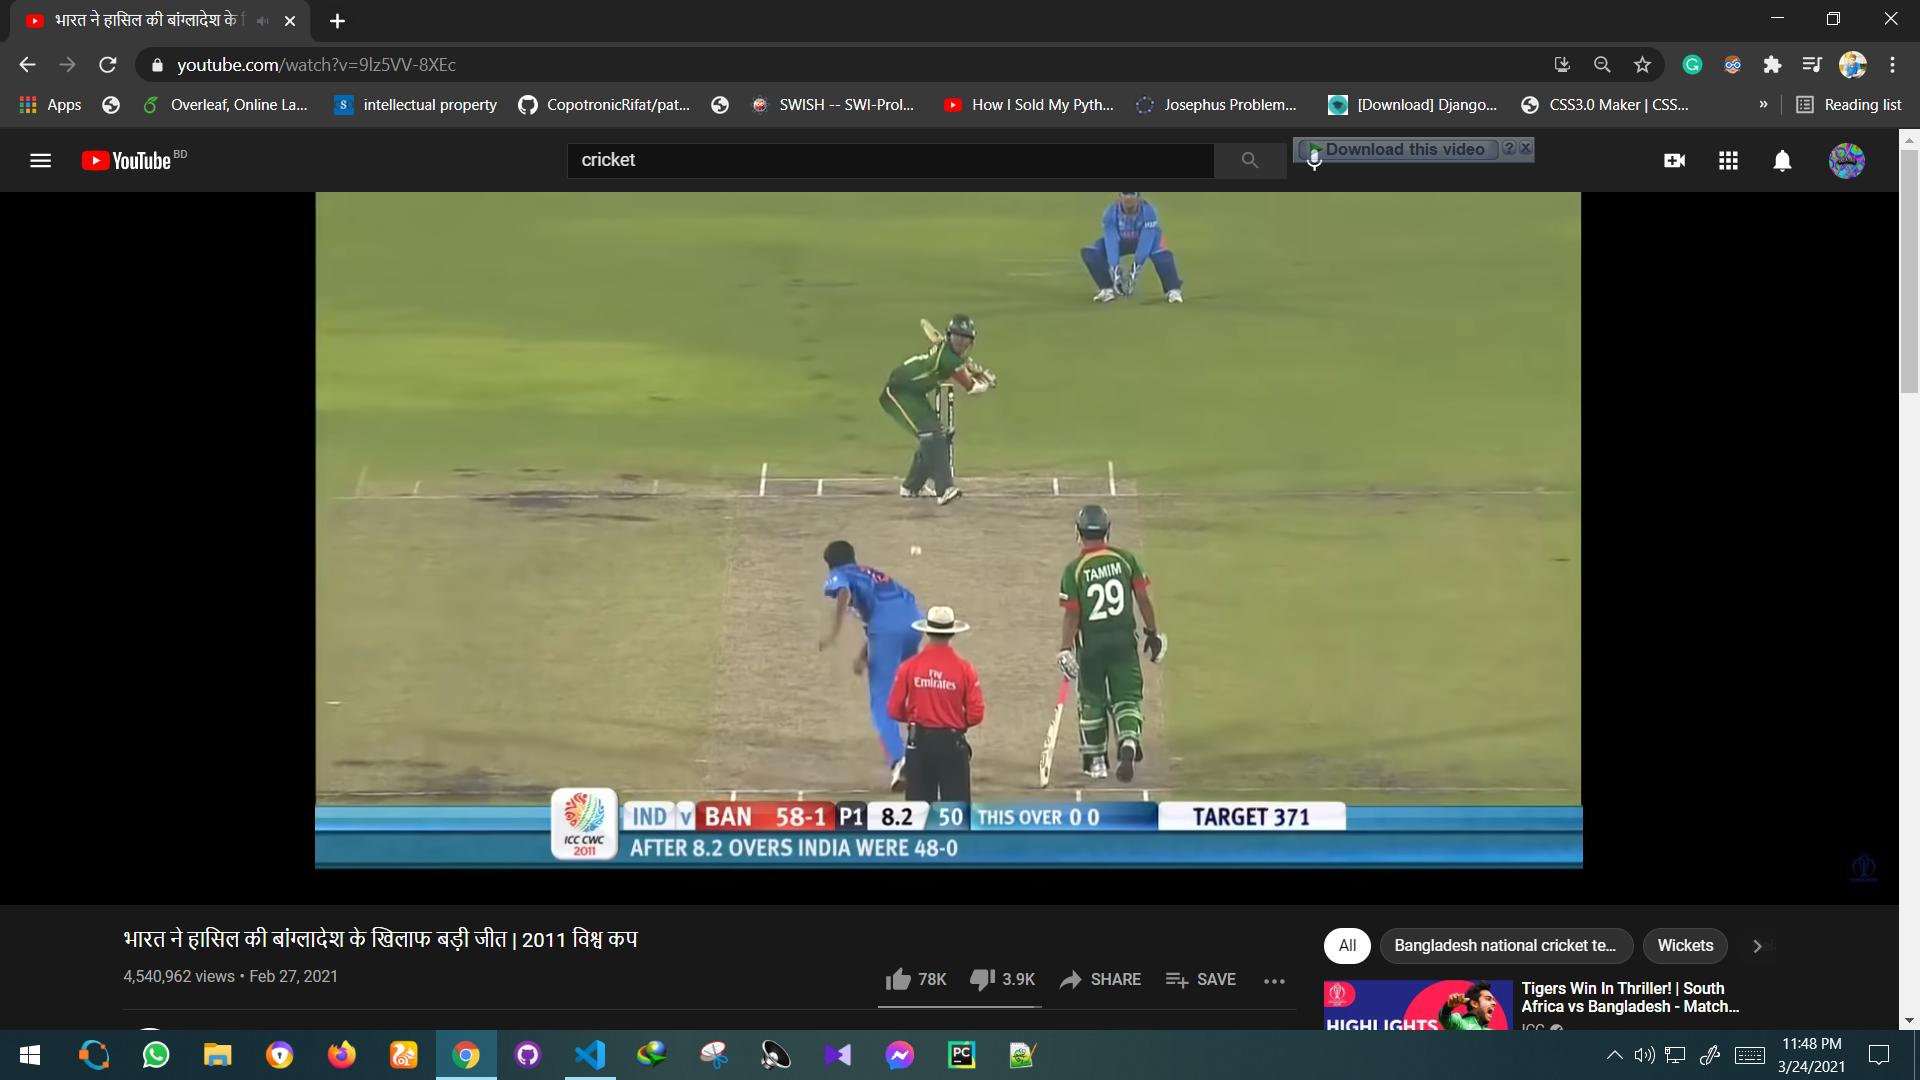 भारत ने हासिल की बांग्लादेश के
youtube.com/watch?v=9lz5VV-8XEc
Apps
Overleaf, Online La...
intellectual property
CopotronicRifat/pat...
SWISH -- SWI-Prol...
How I Sold My Pyth...
Josephus Problem...
[Download] Django...
CSS3.0 Maker | CSS...
»
Reading list
YouTube BD
cricket
Download this video
TAMIM
29
Fly
Emirates
IND v BAN 58-1 P1 8.2 50 THIS OVER 0 0 TARGET 371
ICC CWC
2011
AFTER 8.2 OVERS INDIA WERE 48-0
भारत ने हासिल की बांग्लादेश के खिलाफ बड़ी जीत | 2011 विश्व कप
4,540,962 views • Feb 27, 2021
78K
3.9K
SHARE
SAVE
All
Bangladesh national cricket te...
Wickets
HIGHLIGHTS
Tigers Win In Thriller! | South
Africa vs Bangladesh - Match...
ICC
PC
11:48 PM
3/24/2021